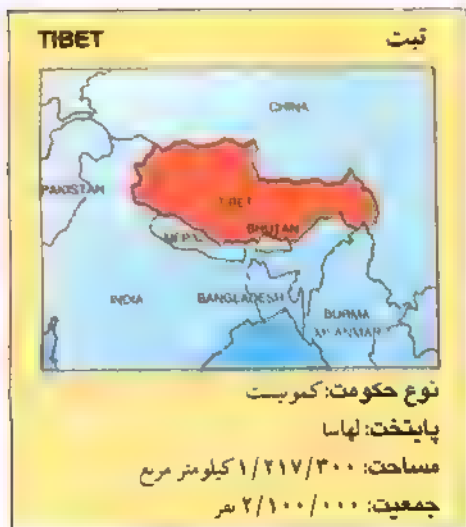 TIBET تبت
CHINA
PAKISTAN
TIBET
NEPAL
BHUTAN
INDIA
BANGLADESH
BURMA
MYANMAR
نوع حکومت: کمونیست
پایتخت: لهاسا
مساحت: ۱/۲۱۷/۳۰۰ کیلومتر مربع
جمعیت: ۲/۱۰۰/۰۰۰ نفر